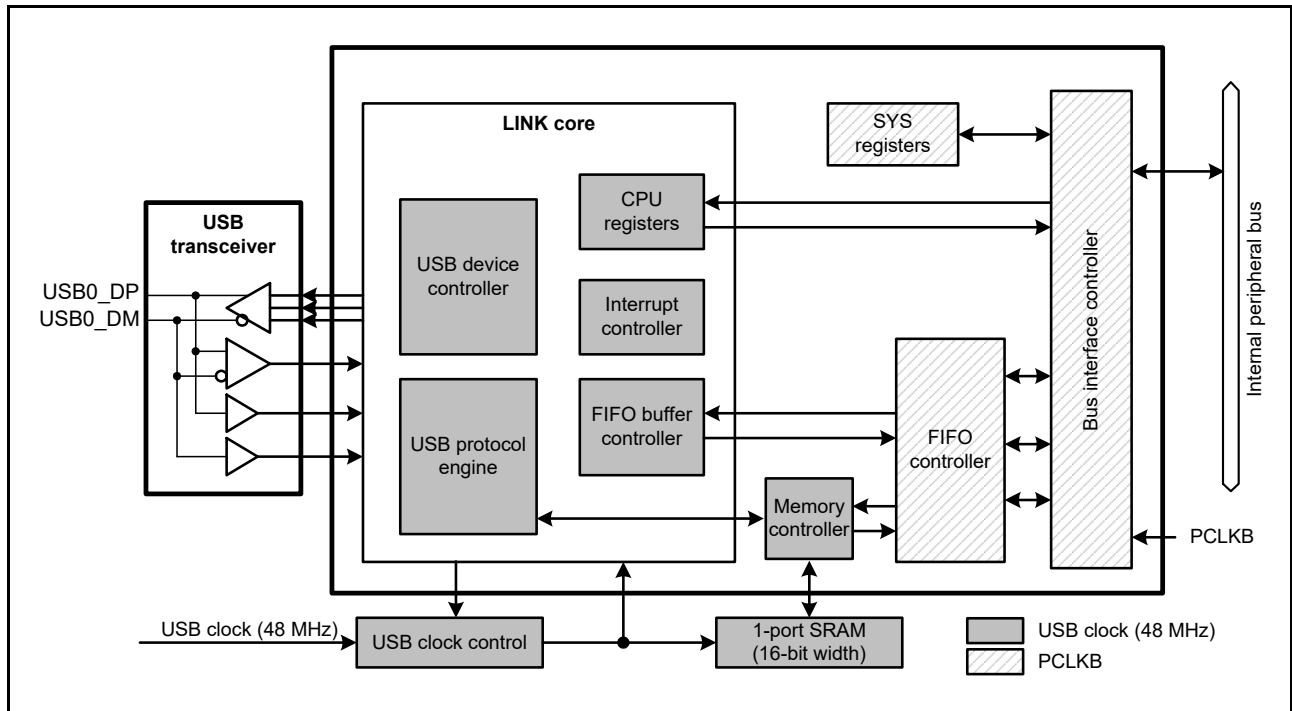 LINK core
SYS
registers
CPU
registers
USB
transceiver
USB device
controller
Interrupt
controller
USB0_DP
USB0_DM
FIFO buffer
controller
USB protocol
engine
FIFO
controller
Memory
controller
Bus interface controller
Internal peripheral bus
PCLKB
USB clock (48 MHz)
USB clock control
1-port SRAM
(16-bit width)
USB clock (48 MHz)
PCLKB